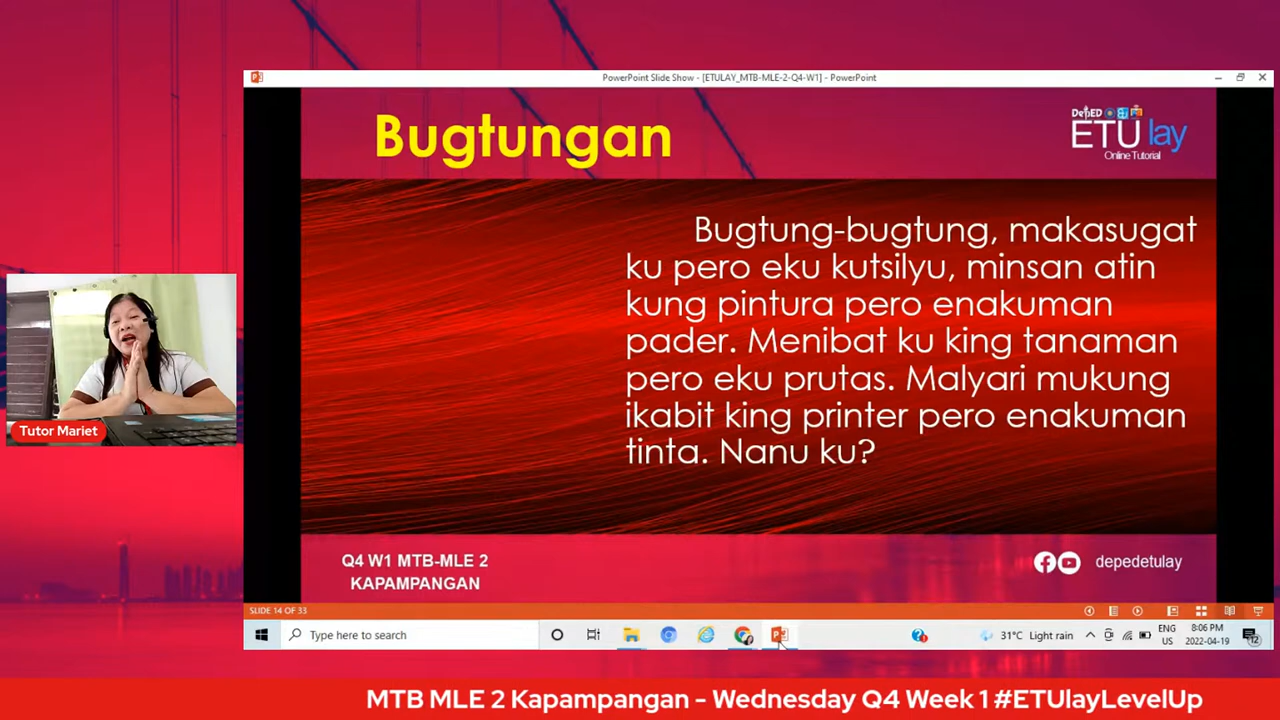 PowerPoint Slide Show - [ETULAY_MTB-MLE-2-Q4-W1] - PowerPoint
Bugtungan
DepED
ETUlay
Online Tutorial
Bugtung-bugtung, makasugat
ku pero eku kutsilyu, minsan atin
kung pintura pero enakuman
pader. Menibat ku king tanaman
pero eku prutas. Malyari mukung
ikabit king printer pero enakuman
tinta. Nanu ku?
Tutor Mariet
Q4 W1 MTB-MLE 2
KAPAMPANGAN
depedetulay
SLIDE 14 OF 33
Type here to search
31°C Light rain
ENG
US
8:06 PM
2022-04-19
12
MTB MLE 2 Kapampangan - Wednesday Q4 Week 1 #ETUlayLevelUp